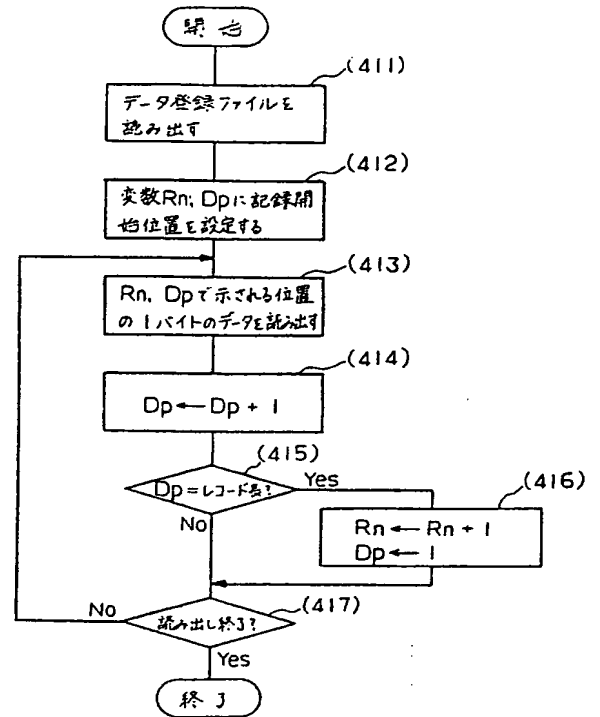 開始
(411)
データ登録ファイルを
読み出す
(412)
変数Rn, Dpに記録開
始位置を設定する
(413)
Rn, Dpで示される位置
の1バイトのデータを読み出す
(414)
Dp ← Dp + 1
(415)
Dp=レコード長?
Yes
No
(416)
Rn ← Rn + 1
Dp ← 1
(417)
読み出し終了?
No
Yes
終了